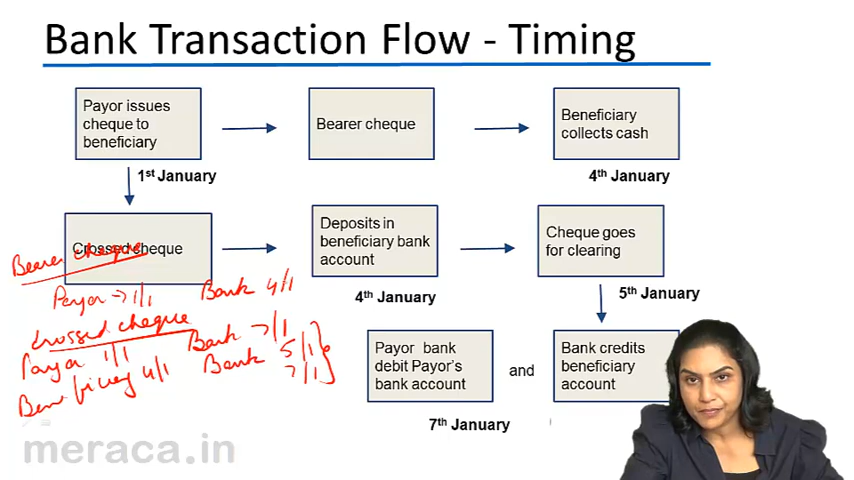 Bank Transaction Flow - Timing
Payor issues
cheque to
beneficiary
Bearer cheque
Beneficiary
collects cash
1st January
4th January
Crossed cheque
Deposits in
beneficiary bank
account
Cheque goes
for clearing
4th January
5th January
Bearer cheque
Payor → 1/1 Bank 4/1
Crossed cheque
Payor 1/1 Bank 7/1
Beneficiary 4/1 Bank 5/1
7/1
Payor bank
debit Payor's
bank account
and
Bank credits
beneficiary
account
7th January
meraca.in